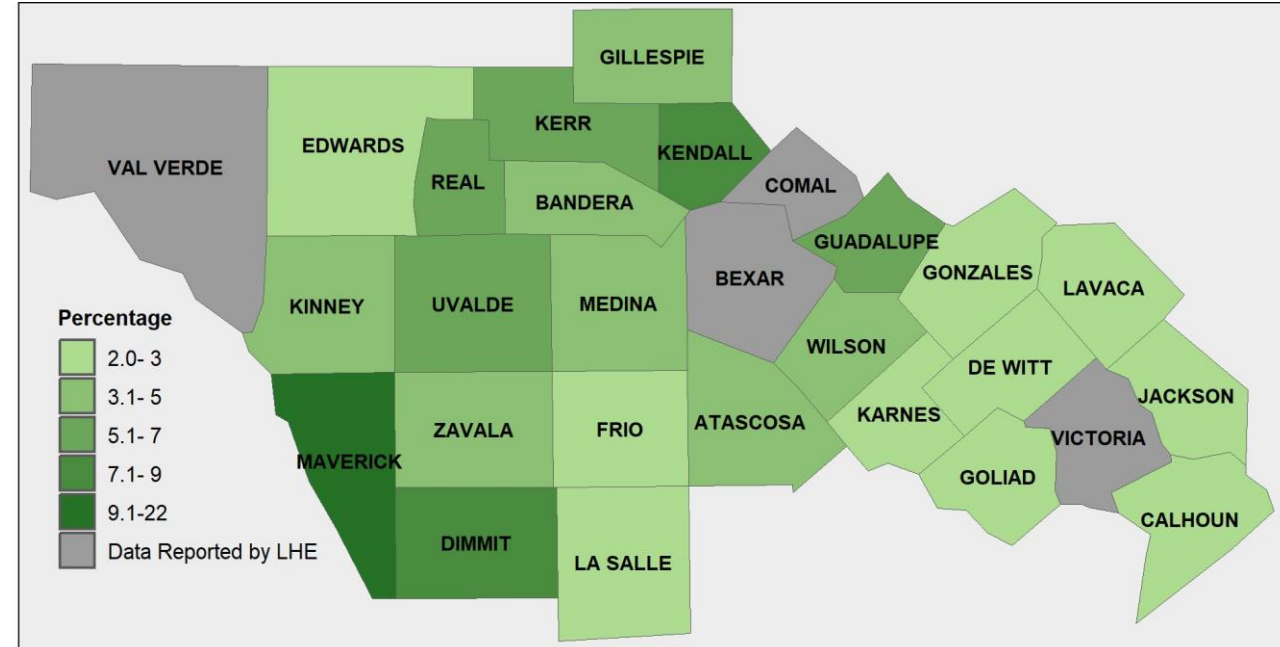 GILLESPIE
KERR
KENDALL
EDWARDS
VAL VERDE
REAL
COMAL
BANDERA
GUADALUPE
GONZALES
BEXAR
LAVACA
KINNEY
UVALDE
MEDINA
WILSON
DE WITT
JACKSON
KARNES
ATASCOSA
ZAVALA
FRIO
VICTORIA
MAVERICK
GOLIAD
CALHOUN
DIMMIT
LA SALLE
Percentage
2.0- 3
3.1- 5
5.1- 7
7.1- 9
9.1-22
Data Reported by LHE